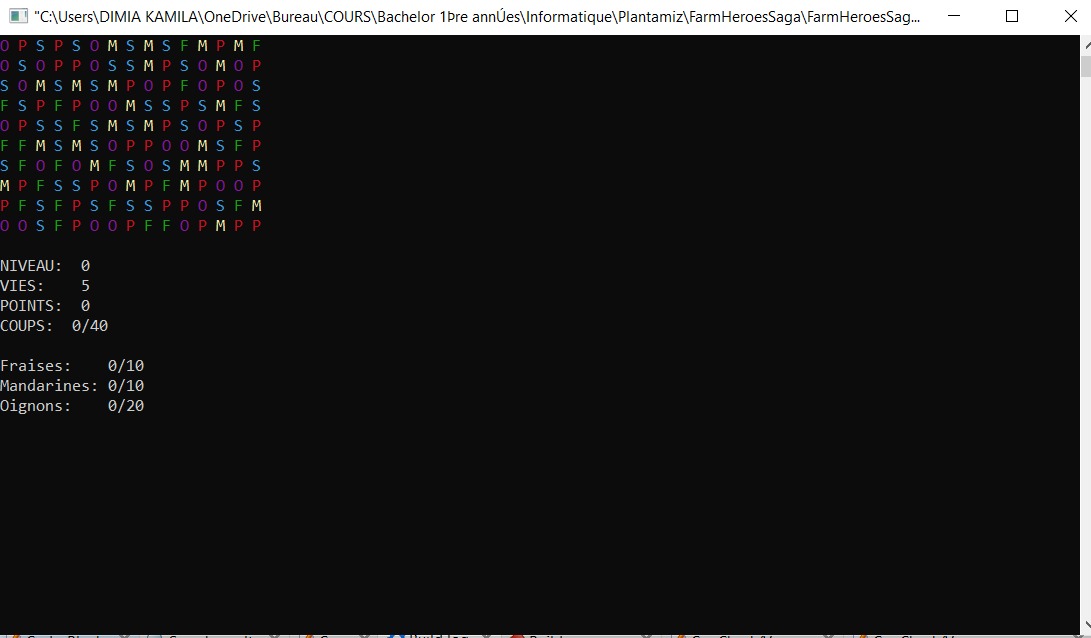 "C:\Users\DIMIA KAMILA\OneDrive\Bureau\COURS\Bachelor 1Þre annÚes\Informatique\Plantamiz\FarmHeroesSaga\FarmHeroesSag...
O P S P S O M S M S F M P M F
O S O P P O S S M P S O M O P
S O M S M S M P O P F O P O S
F S P F P O O M S S P S M F S
O P S S F S M S M P S O P S P
F F M S M S O P P O O M S F P
S F O F O M F S O S M M P P S
M P F S S P O M P F M P O O P
P F S F P S F S S P P O S F M
O O S F P O O P F F O P M P P
NIVEAU: 0
VIES: 5
POINTS: 0
COUPS: 0/40
Fraises: 0/10
Mandarines: 0/10
Oignons: 0/20